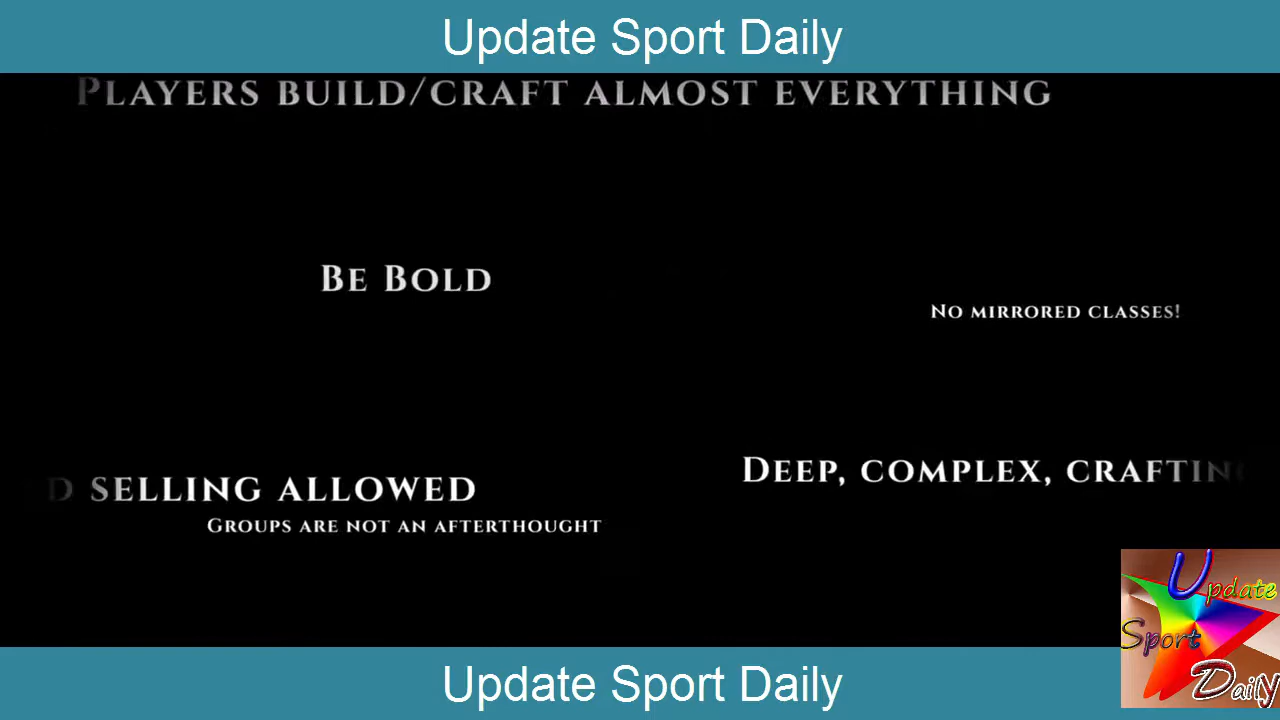 Update Sport Daily
Players build/craft almost everything
Be Bold
No mirrored classes!
selling allowed
Deep, complex,
Groups are not an afterthought
Update
Sport
Daily
Update Sport Daily